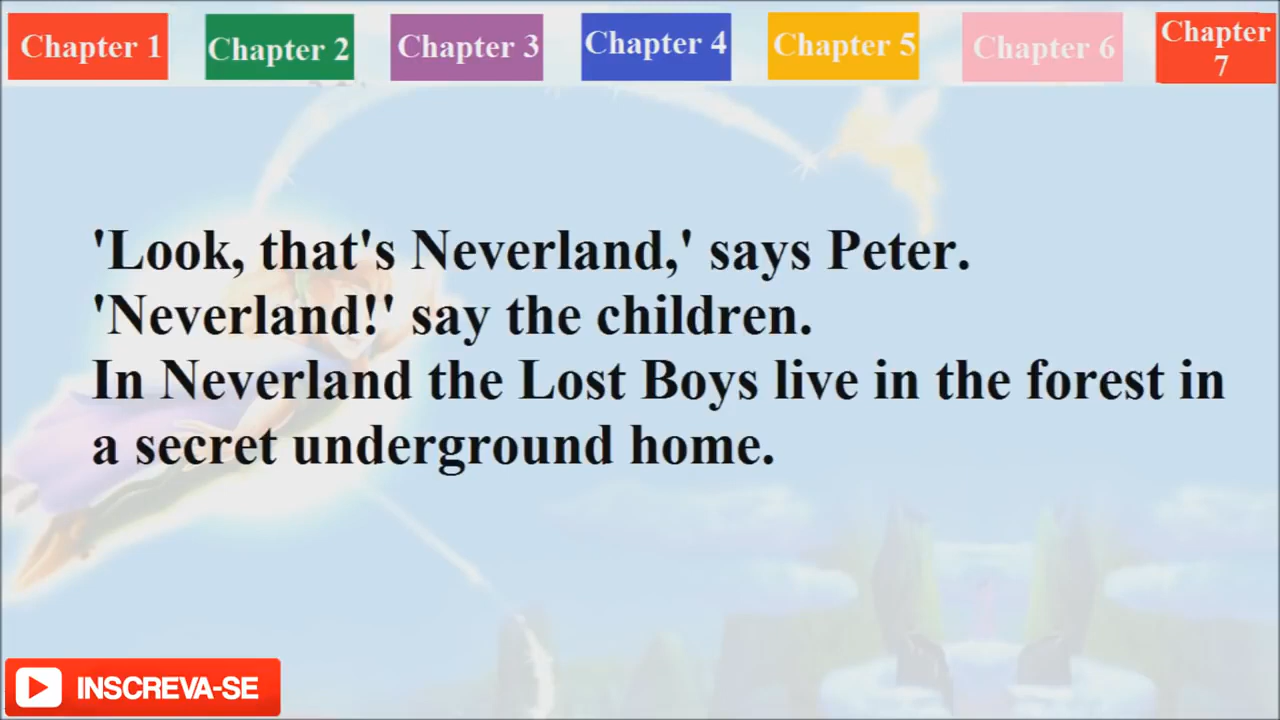 Chapter 1
Chapter 2
Chapter 3
Chapter 4
Chapter 5
Chapter 6
Chapter
7
'Look, that's Neverland,' says Peter.
'Neverland!' say the children.
In Neverland the Lost Boys live in the forest in
a secret underground home.
INSCREVA-SE